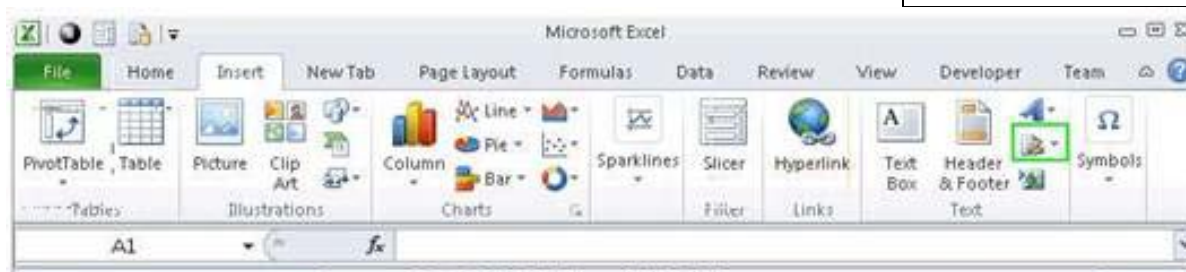 Microsoft Excel
File Home Insert New Tab Page Layout Formulas Data Review View Developer Team
PivotTable Table Picture Clip Art Column Line Pie Bar Sparklines Slicer Hyperlink Text Box Header & Footer Symbols
Tables Illustrations Charts Filter Links Text
A1 fx